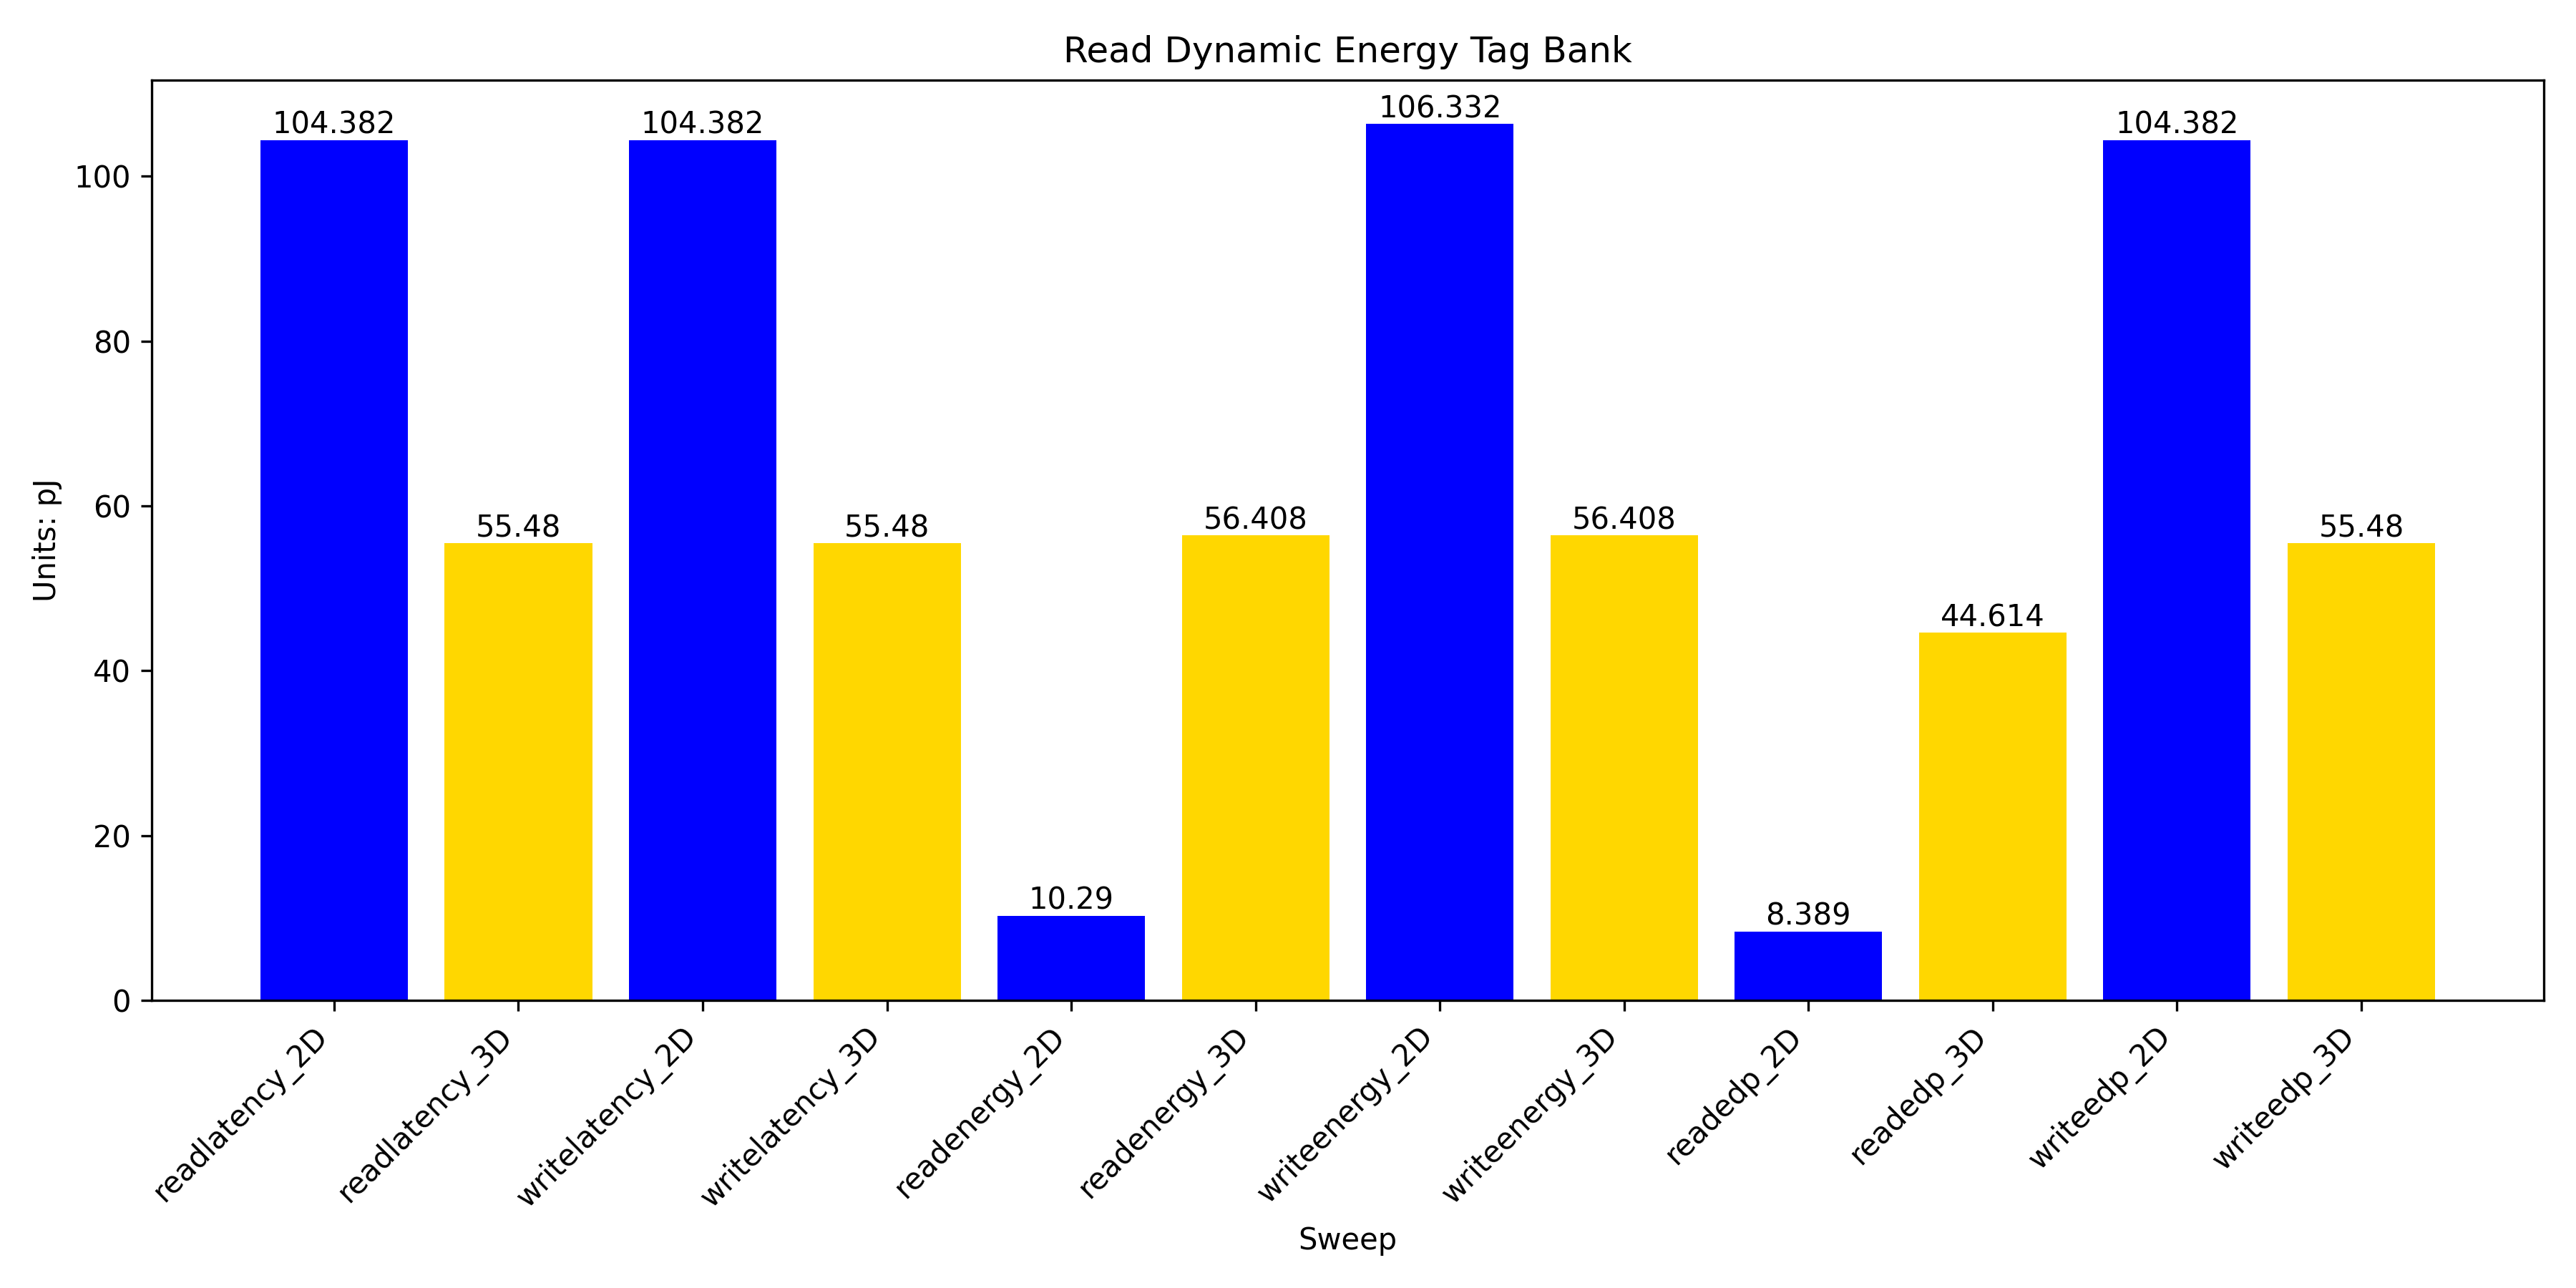 Read Dynamic Energy Tag Bank
Units: pJ
100
80
60
40
20
0
104.382
55.48
104.382
55.48
10.29
56.408
106.332
56.408
8.389
44.614
104.382
55.48
readlatency_2D
readlatency_3D
writelatency_2D
writelatency_3D
readenergy_2D
readenergy_3D
writeenergy_2D
writeenergy_3D
readedp_2D
readedp_3D
writeedp_2D
writeedp_3D
Sweep